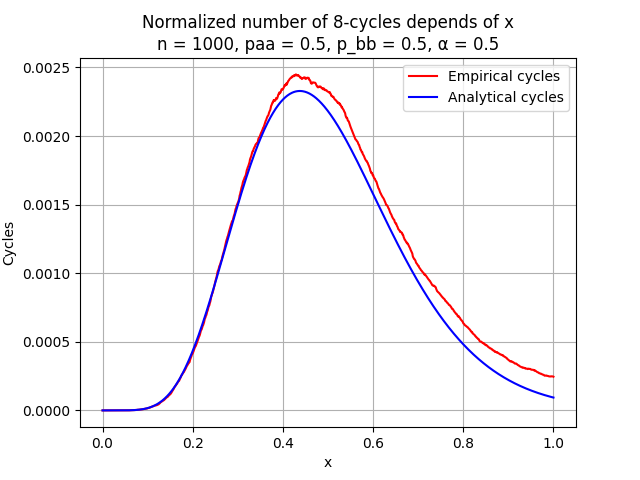 Normalized number of 8-cycles depends of x
n = 1000, paa = 0.5, p_bb = 0.5, α = 0.5
Empirical cycles
Analytical cycles
0.0025
0.0020
0.0015
0.0010
0.0005
0.0000
Cycles
0.0 0.2 0.4 0.6 0.8 1.0
x